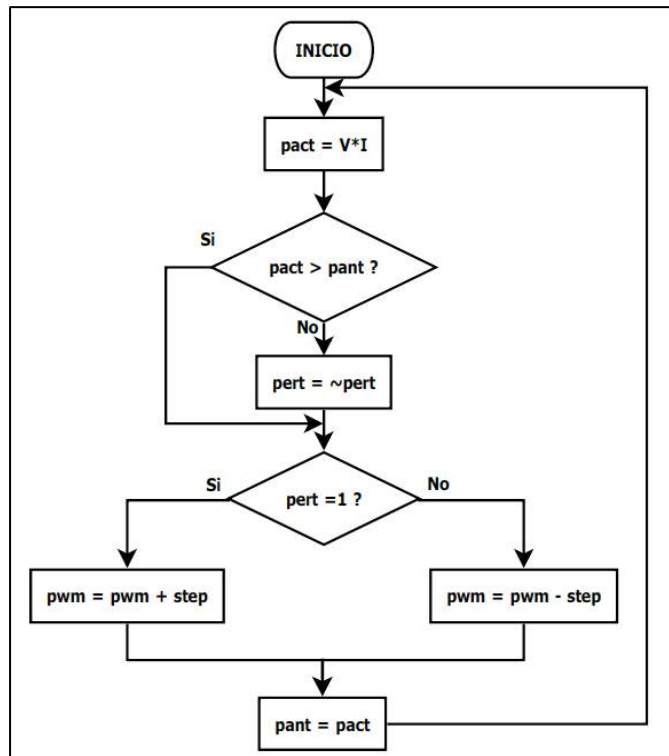 INICIO
pact = V*I
Si
pact > pant ?
No
pert = ~pert
Si
pert =1 ?
No
pwm = pwm + step
pwm = pwm - step
pant = pact